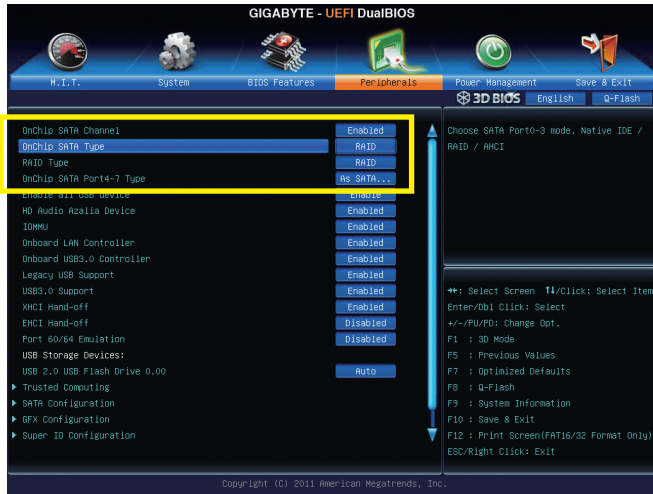 GIGABYTE - UEFI DualBIOS
M.I.T. System BIOS Features Peripherals Power Management Save & Exit
3D BIOS English Q-Flash
OnChip SATA Channel Enabled
OnChip SATA Type RAID
RAID Type RAID
OnChip SATA Port4-7 Type As SATA...
Enable all USB device Enable
HD Audio Azalia Device Enabled
IOMMU Enabled
Onboard LAN Controller Enabled
Onboard USB3.0 Controller Enabled
Legacy USB Support Enabled
USB3.0 Support Enabled
XHCI Hand-off Enabled
EHCI Hand-off Disabled
Port 60/64 Emulation Disabled
USB Storage Devices:
USB 2.0 USB Flash Drive 0.00 Auto
Trusted Computing
SATA Configuration
GFX Configuration
Super IO Configuration
Choose SATA Port0-3 mode. Native IDE /
RAID / AHCI
→←: Select Screen ↑↓/Click: Select Item
Enter/Dbl Click: Select
+/-/PU/PD: Change Opt.
F1 : 3D Mode
F5 : Previous Values
F7 : Optimized Defaults
F8 : Q-Flash
F9 : System Information
F10 : Save & Exit
F12 : Print Screen(FAT16/32 Format Only)
ESC/Right Click: Exit
Copyright (C) 2011 American Megatrends, Inc.